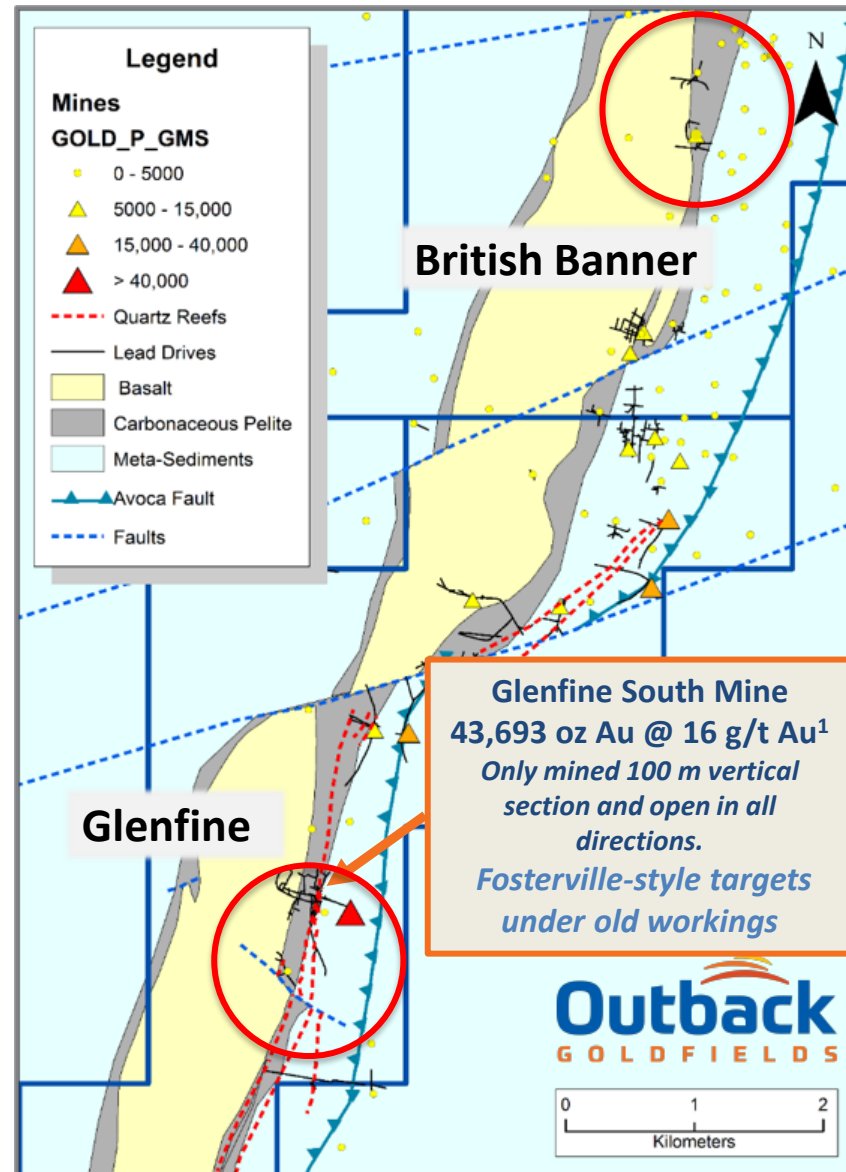 Legend
Mines
GOLD_P_GMS
0 - 5000
5000 - 15,000
15,000 - 40,000
> 40,000
Quartz Reefs
Lead Drives
Basalt
Carbonaceous Pelite
Meta-Sediments
Avoca Fault
Faults
N
British Banner
Glenfine South Mine
43,693 oz Au @ 16 g/t Au¹
Only mined 100 m vertical
section and open in all
directions.
Fosterville-style targets
under old workings
Glenfine
Outback
GOLDFIELDS
0 1 2
Kilometers